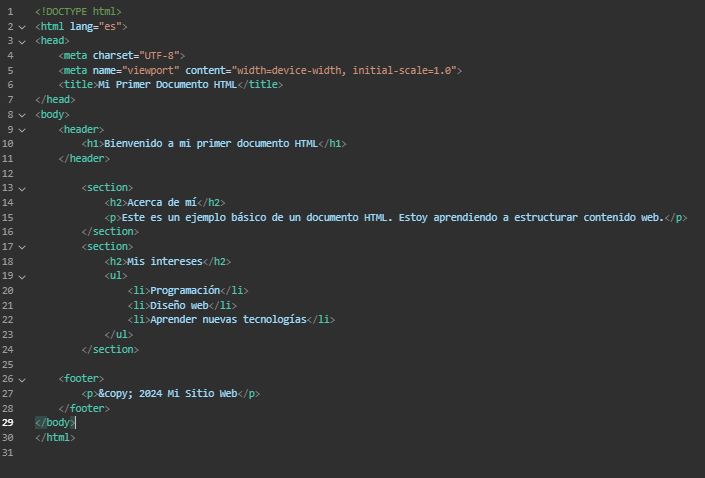 1 <!DOCTYPE html>
2 <html lang="es">
3 <head>
4     <meta charset="UTF-8">
5     <meta name="viewport" content="width=device-width, initial-scale=1.0">
6     <title>Mi Primer Documento HTML</title>
7 </head>
8 <body>
9     <header>
10         <h1>Bienvenido a mi primer documento HTML</h1>
11     </header>
12
13         <section>
14             <h2>Acerca de mí</h2>
15             <p>Este es un ejemplo básico de un documento HTML. Estoy aprendiendo a estructurar contenido web.</p>
16         </section>
17         <section>
18             <h2>Mis intereses</h2>
19             <ul>
20                 <li>Programación</li>
21                 <li>Diseño web</li>
22                 <li>Aprender nuevas tecnologías</li>
23             </ul>
24         </section>
25
26     <footer>
27         <p>&copy; 2024 Mi Sitio Web</p>
28     </footer>
29 </body>
30 </html>
31